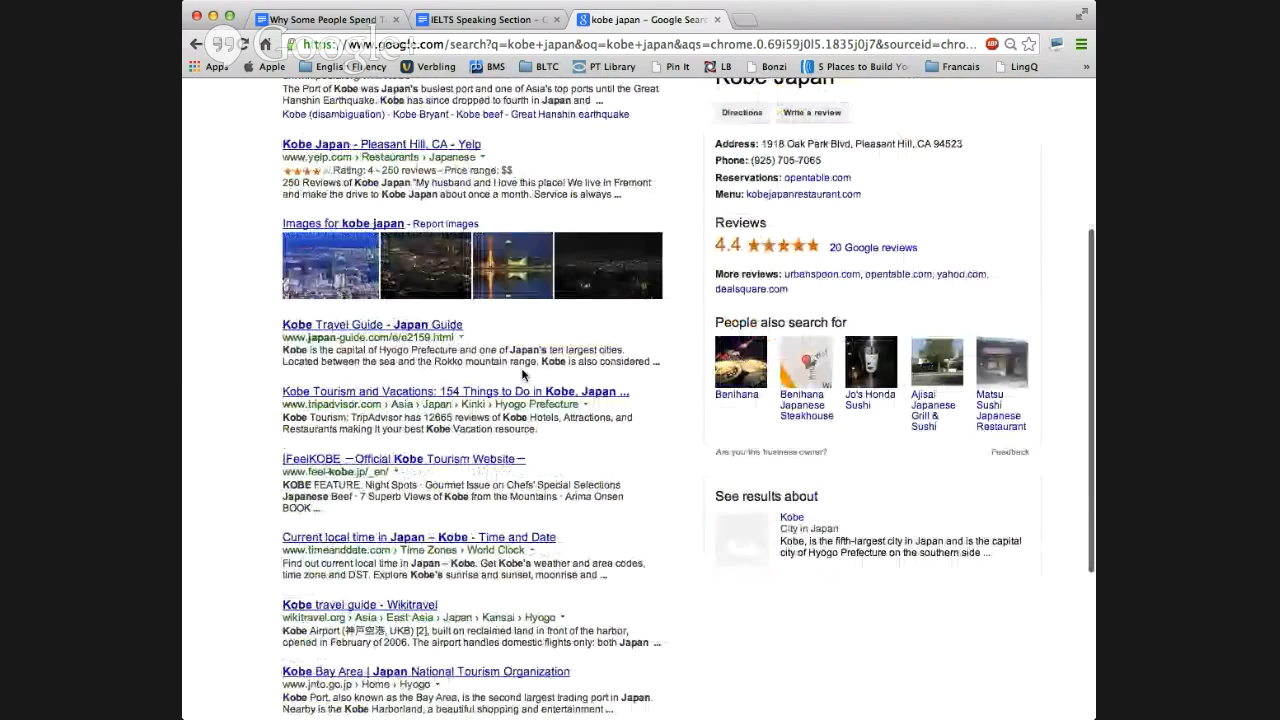 Why Some People Spend T
IELTS Speaking Section – G
kobe japan – Google Sear
https://www.google.com/search?q=kobe+japan&oq=kobe+japan&aqs=chrome.0.69i59j0l5.1835j0j7&sourceid=chro...
Google+
Apps Apple English Fluency Verbling BMS BLTC PT Library Pin It LB Bonzi 5 Places to Build Yo Francais LingQ »
The Port of Kobe was Japan's busiest port and one of Asia's top ports until the Great
Hanshin Earthquake. Kobe has since dropped to fourth in Japan and ...
Kobe (disambiguation) - Kobe Bryant - Kobe beef - Great Hanshin earthquake
Kobe Japan - Pleasant Hill, CA - Yelp
www.yelp.com › Restaurants › Japanese
Rating: 4 - 250 reviews - Price range: $$
250 Reviews of Kobe Japan "My husband and I love this place! We live in Fremont
and make the drive to Kobe Japan about once a month. Service is always ...
Images for kobe japan - Report images
Kobe Travel Guide - Japan Guide
www.japan-guide.com/e/e2159.html
Kobe is the capital of Hyogo Prefecture and one of Japan's ten largest cities.
Located between the sea and the Rokko mountain range, Kobe is also considered ...
Kobe Tourism and Vacations: 154 Things to Do in Kobe, Japan ...
www.tripadvisor.com › Asia › Japan › Kinki › Hyogo Prefecture
Kobe Tourism: TripAdvisor has 12665 reviews of Kobe Hotels, Attractions, and
Restaurants making it your best Kobe Vacation resource.
|FeelKOBE —Official Kobe Tourism Website—
www.feel-kobe.jp/_en/
KOBE FEATURE. Night Spots · Gourmet Issue on Chefs' Special Selections
Japanese Beef · 7 Superb Views of Kobe from the Mountains · Arima Onsen
BOOK ...
Current local time in Japan – Kobe - Time and Date
www.timeanddate.com › Time Zones › World Clock
Find out current local time in Japan – Kobe. Get Kobe's weather and area codes,
time zone and DST. Explore Kobe's sunrise and sunset, moonrise and ...
Kobe travel guide - Wikitravel
wikitravel.org › Asia › East Asia › Japan › Kansai › Hyogo
Kobe Airport (神戸空港, UKB) [2], built on reclaimed land in front of the harbor,
opened in February of 2006. The airport handles domestic flights only: both Japan ...
Kobe Bay Area | Japan National Tourism Organization
www.jnto.go.jp › Home › Hyogo
Kobe Port, also known as the Bay Area, is the second largest trading port in Japan.
Nearby is the Kobe Harborland, a beautiful shopping and entertainment ...
Kobe Japan
Directions Write a review
Address: 1918 Oak Park Blvd, Pleasant Hill, CA 94523
Phone: (925) 705-7065
Reservations: opentable.com
Menu: kobejapanrestaurant.com
Reviews
4.4 20 Google reviews
More reviews: urbanspoon.com, opentable.com, yahoo.com,
dealsquare.com
People also search for
Benihana
Benihana
Japanese
Steakhouse
Jo's Honda
Sushi
Ajisai
Japanese
Grill &
Sushi
Matsu
Sushi
Japanese
Restaurant
Are you the business owner? Feedback
See results about
Kobe
City in Japan
Kobe, is the fifth-largest city in Japan and is the capital
city of Hyogo Prefecture on the southern side ...